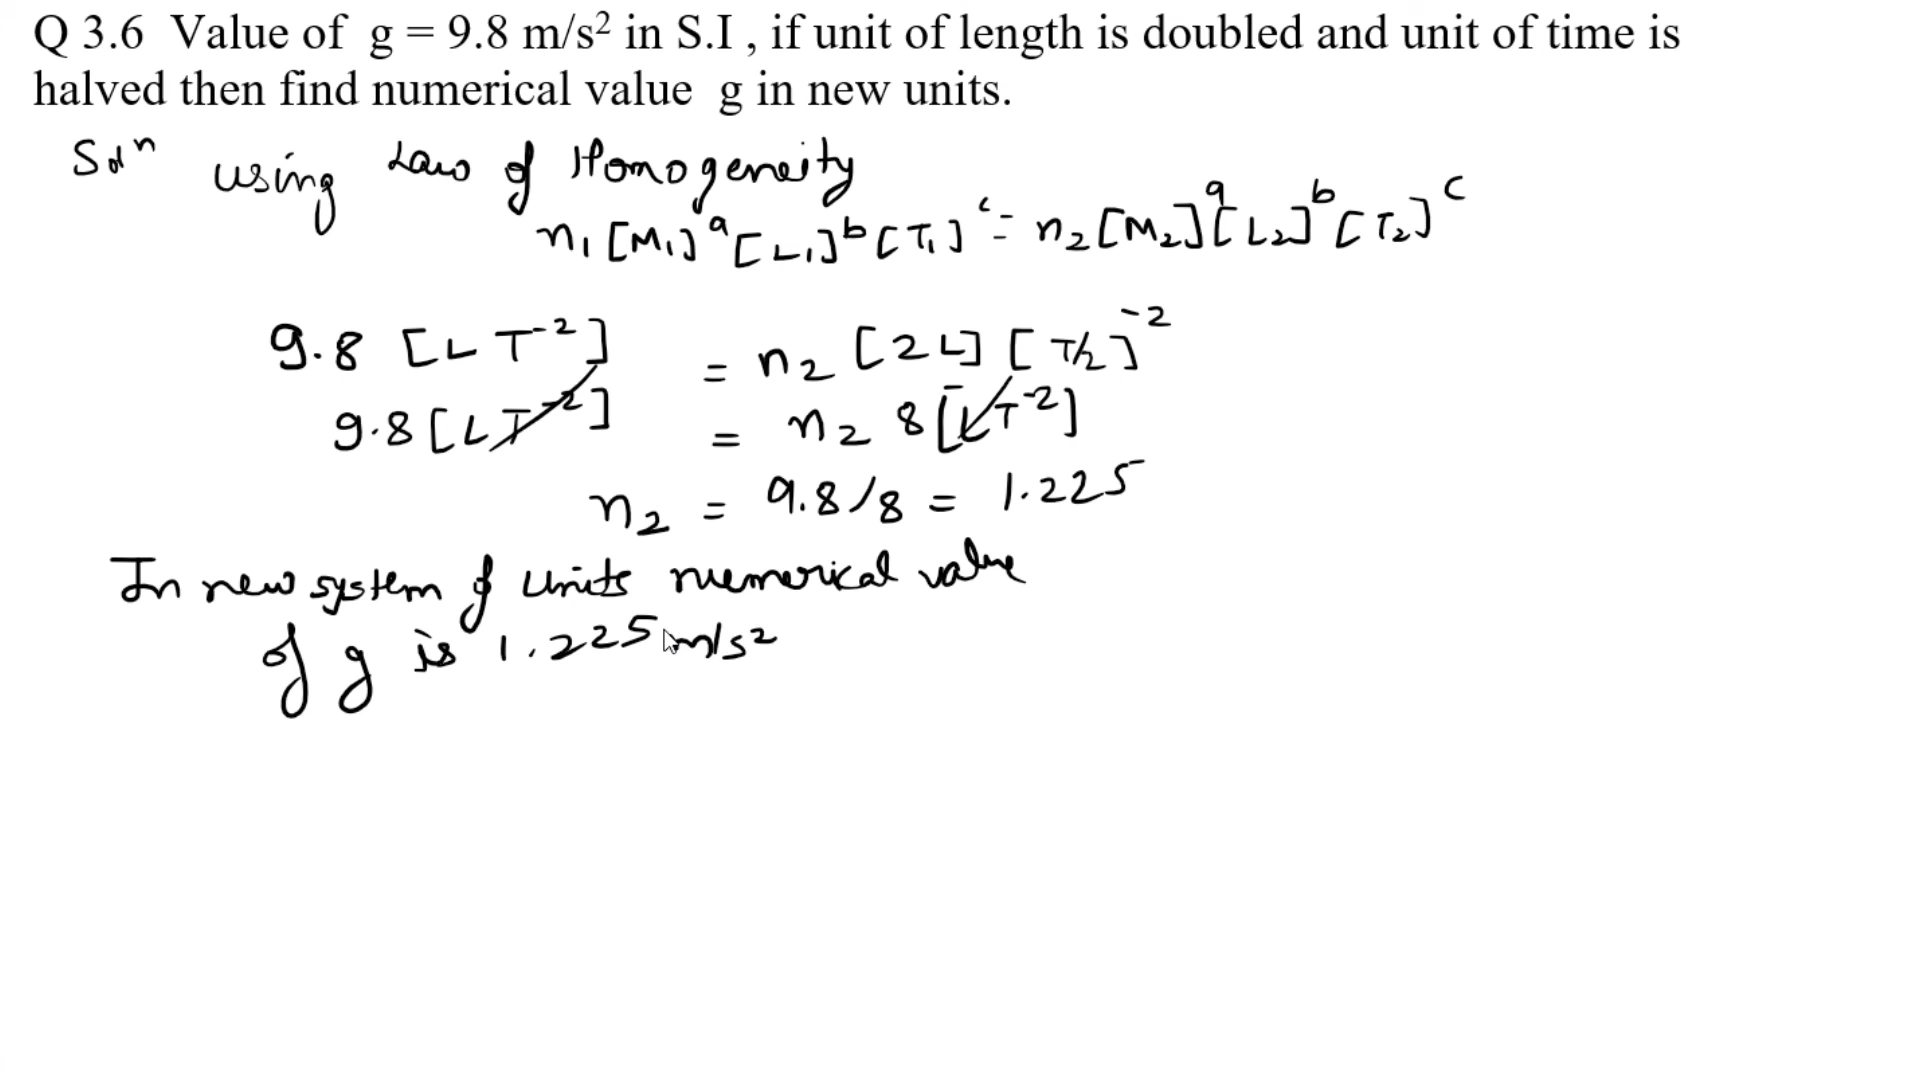 Q 3.6 Value of g = 9.8 m/s² in S.I , if unit of length is doubled and unit of time is
halved then find numerical value g in new units.
Solⁿ using Law of Homogeneity
n₁ [M₁]ᵃ [L₁]ᵇ [T₁]ᶜ = n₂ [M₂]ᵃ [L₂]ᵇ [T₂]ᶜ
9.8 [L T⁻²] = n₂ [2L] [T/2]⁻²
9.8 [L T⁻²] = n₂ 8 [L T⁻²]
n₂ = 9.8/8 = 1.225
In new system of units numerical value
of g is 1.225 m/s²